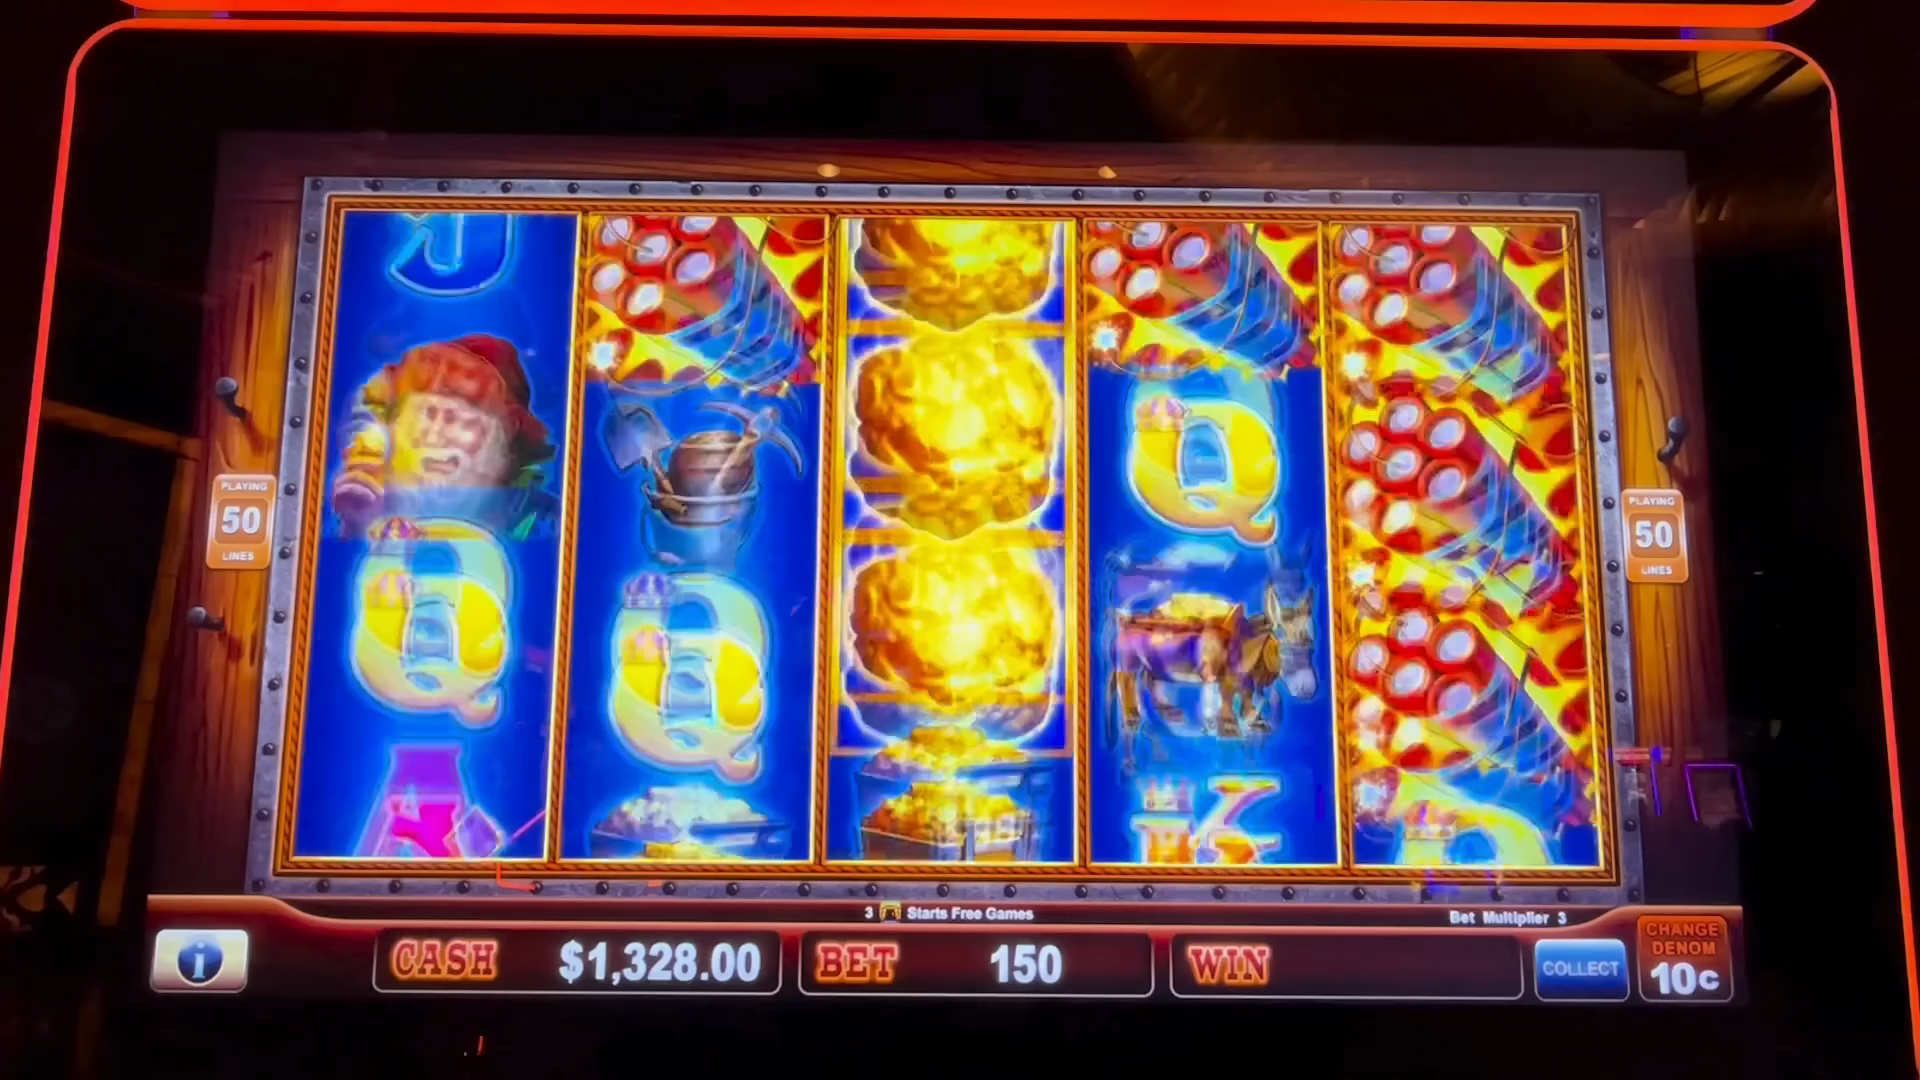 J
Q
Q
Q
A
K
PLAYING
50
LINES
PLAYING
50
LINES
3 Starts Free Games
Bet Multiplier 3
CASH $1,328.00
BET 150
WIN
COLLECT
CHANGE
DENOM
10¢